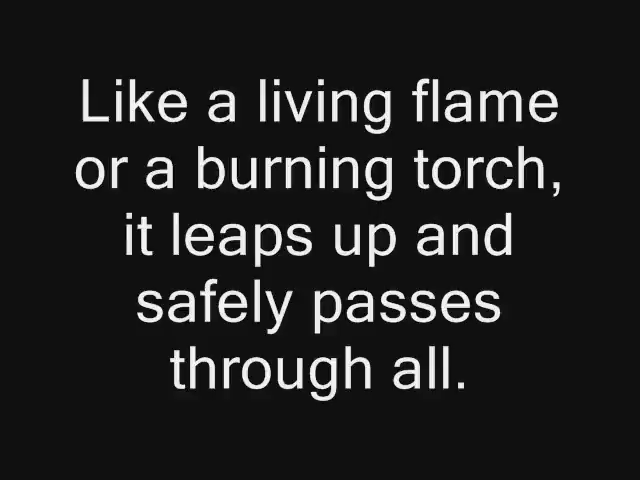 Like a living flame
or a burning torch,
it leaps up and
safely passes
through all.